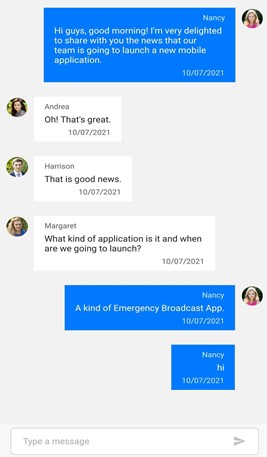 Nancy
Hi guys, good morning! I'm very delighted
to share with you the news that our
team is going to launch a new mobile
application.
10/07/2021
Andrea
Oh! That's great.
10/07/2021
Harrison
That is good news.
10/07/2021
Margaret
What kind of application is it and when
are we going to launch?
10/07/2021
Nancy
A kind of Emergency Broadcast App.
10/07/2021
Nancy
hi
10/07/2021
Type a message